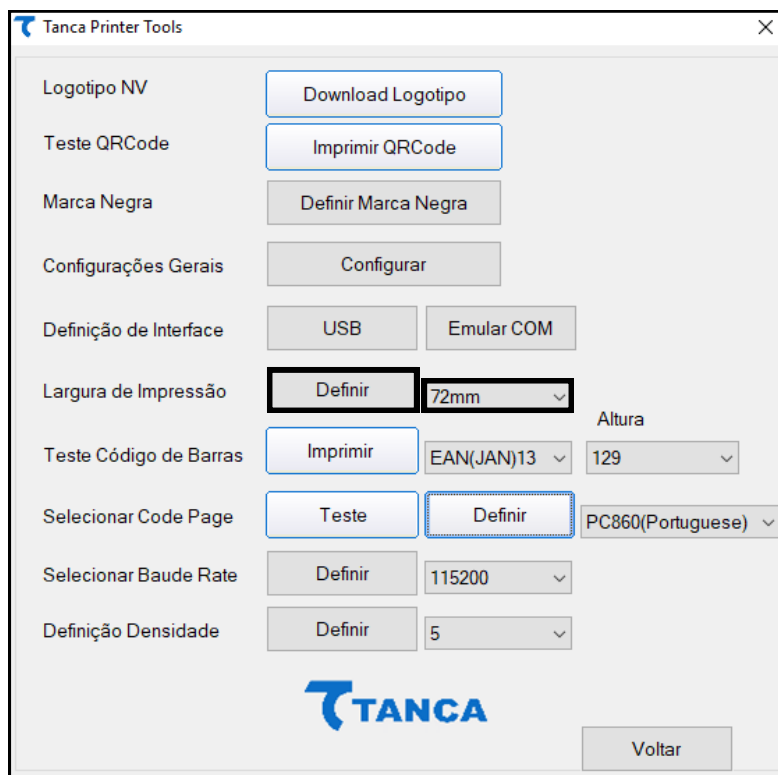 Tanca Printer Tools
Logotipo NV Download Logotipo
Teste QRCode Imprimir QRCode
Marca Negra Definir Marca Negra
Configurações Gerais Configurar
Definição de Interface USB Emular COM
Largura de Impressão Definir 72mm
Altura
Teste Código de Barras Imprimir EAN(JAN)13 129
Selecionar Code Page Teste Definir PC860(Portuguese)
Selecionar Baude Rate Definir 115200
Definição Densidade Definir 5
TANCA
Voltar